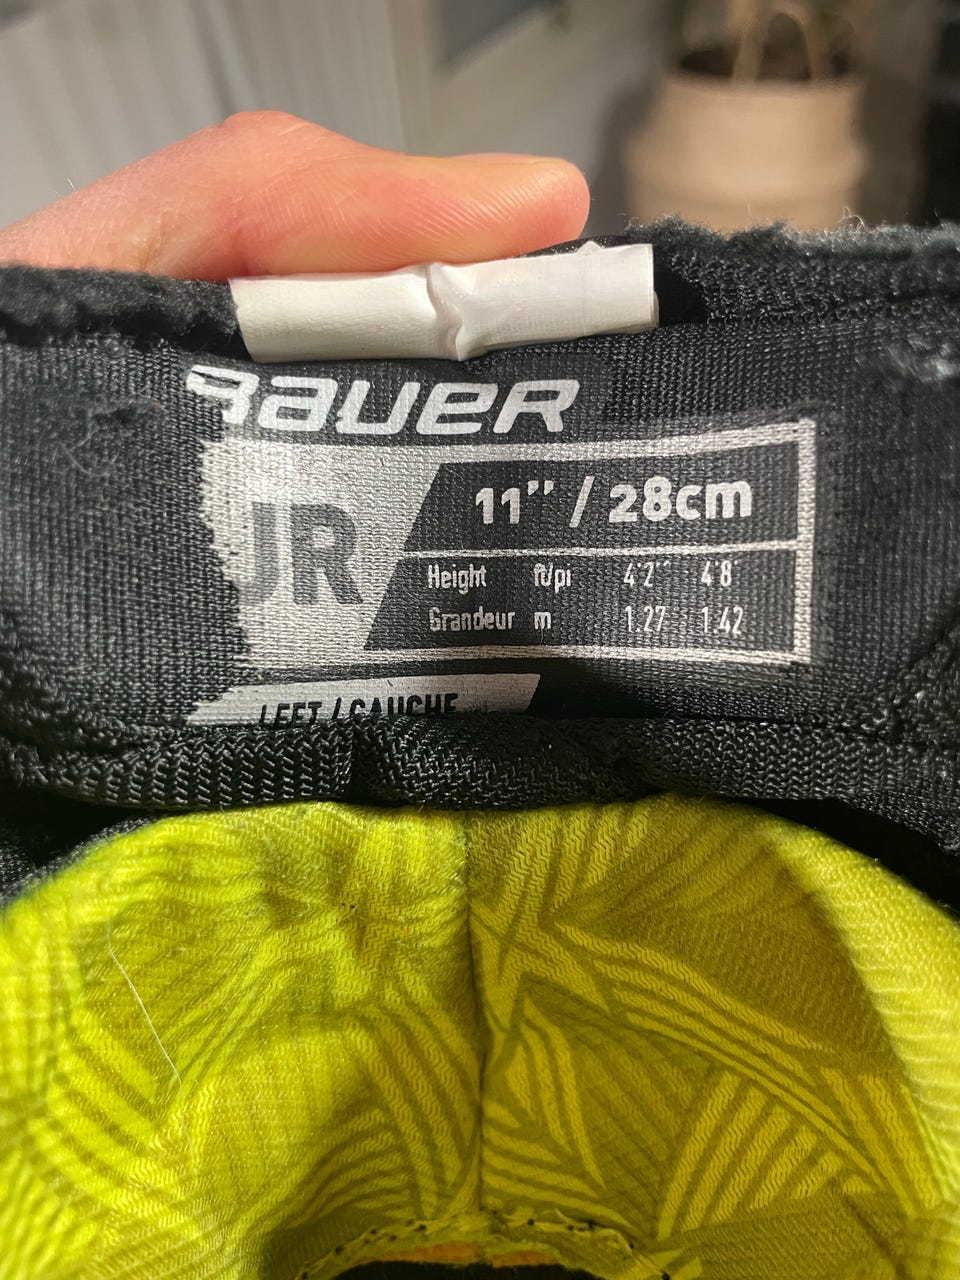 BAUER
JR
11" / 28cm
Height ft/pi 4'2" 4'8"
Grandeur m 1.27 1.42
LEFT / GAUCHE